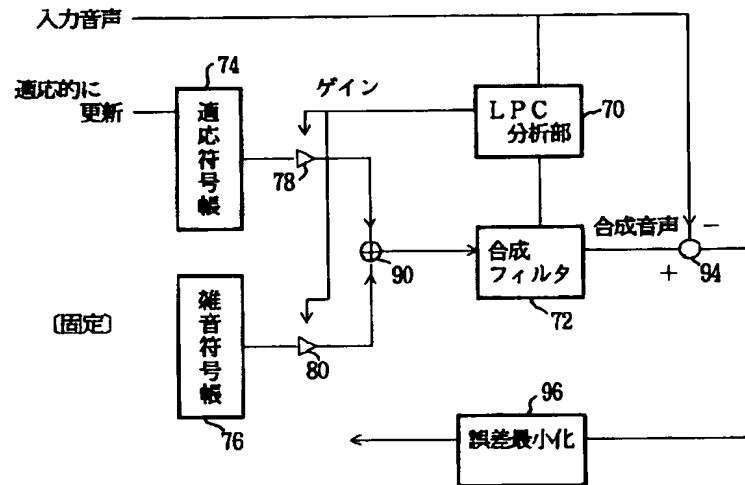 入力音声
74
適応的に
更新
適応符号帳
ゲイン
78
LPC
分析部
70
90
合成
フィルタ
72
合成音声
－
＋
94
〔固定〕
雑音符号帳
76
80
96
誤差最小化